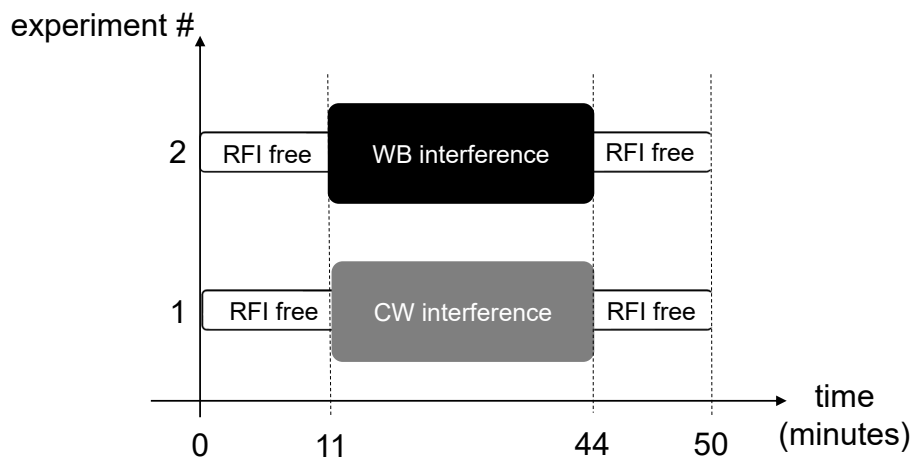 experiment #
2
RFI free
WB interference
RFI free
1
RFI free
CW interference
RFI free
time
(minutes)
0
11
44
50